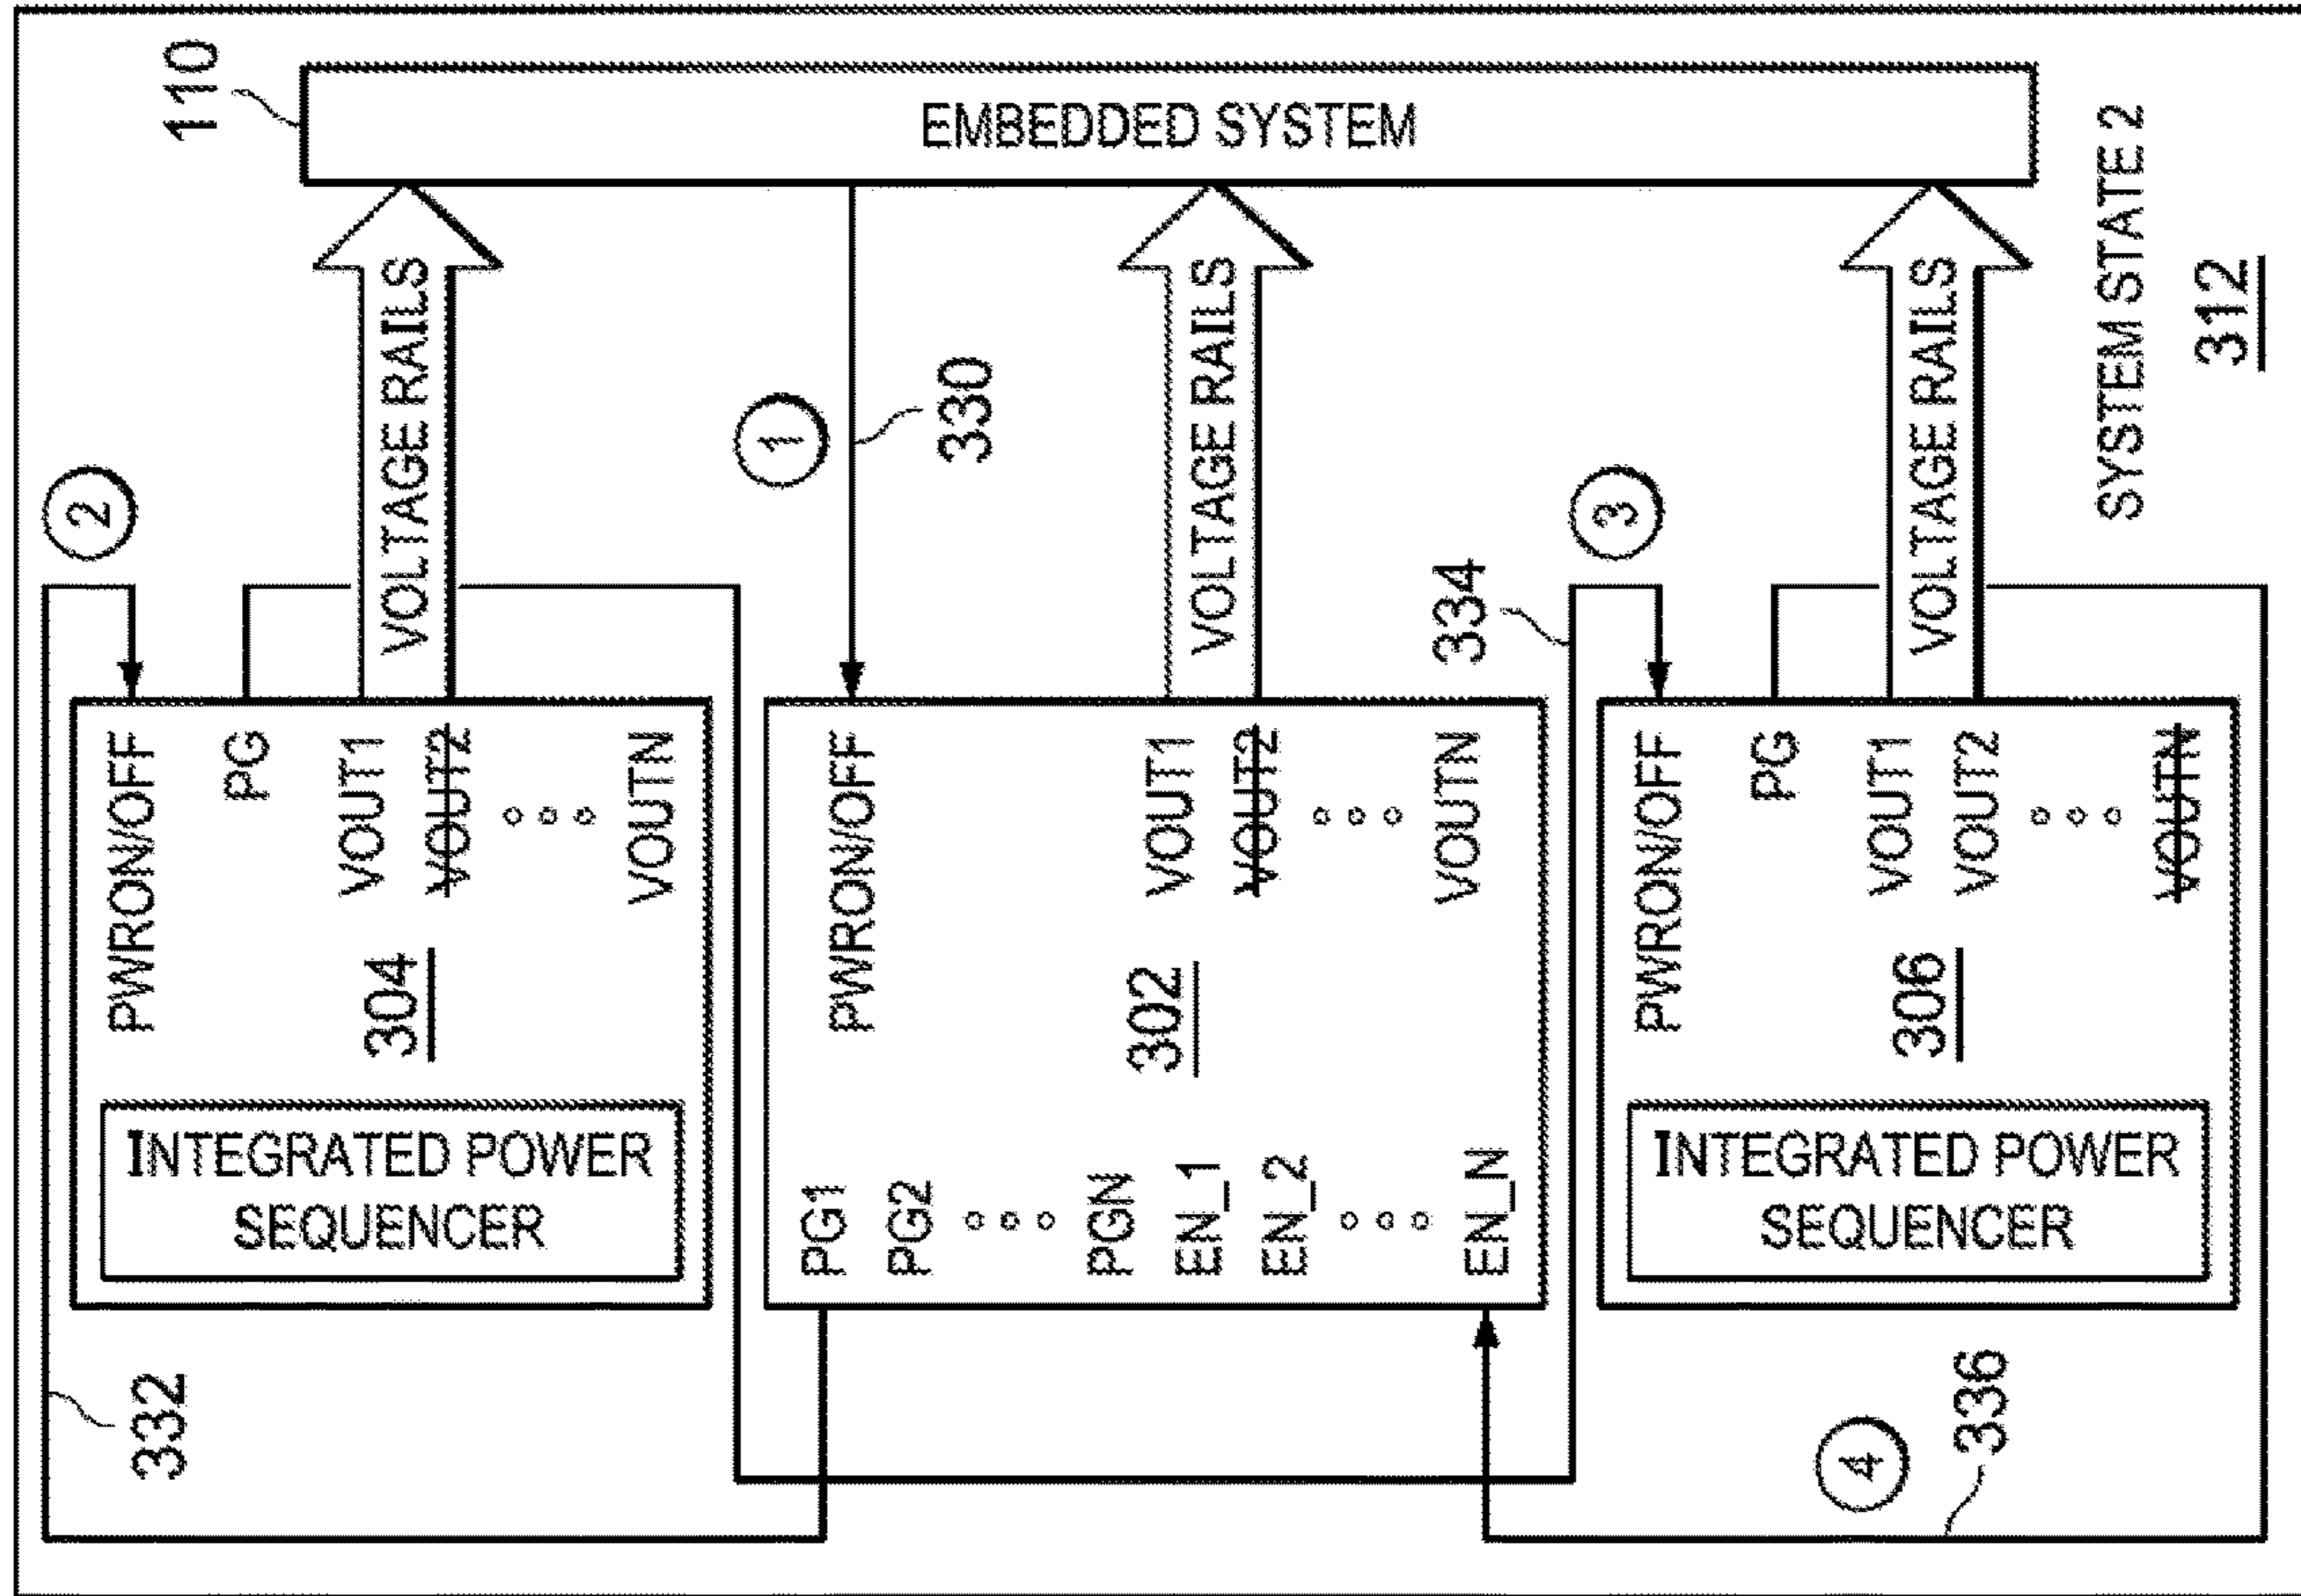 332
2
110
INTEGRATED POWER
SEQUENCER
304
PWRON/OFF
PG
VOUT1
VOUT2
VOUTN
VOLTAGE RAILS
1
330
PG1
PG2
PGN
EN_1
EN_2
EN_N
302
PWRON/OFF
VOUT1
VOUT2
VOUTN
VOLTAGE RAILS
EMBEDDED SYSTEM
334
3
4
336
INTEGRATED POWER
SEQUENCER
306
PWRON/OFF
PG
VOUT1
VOUT2
VOUTN
VOLTAGE RAILS
SYSTEM STATE 2
312